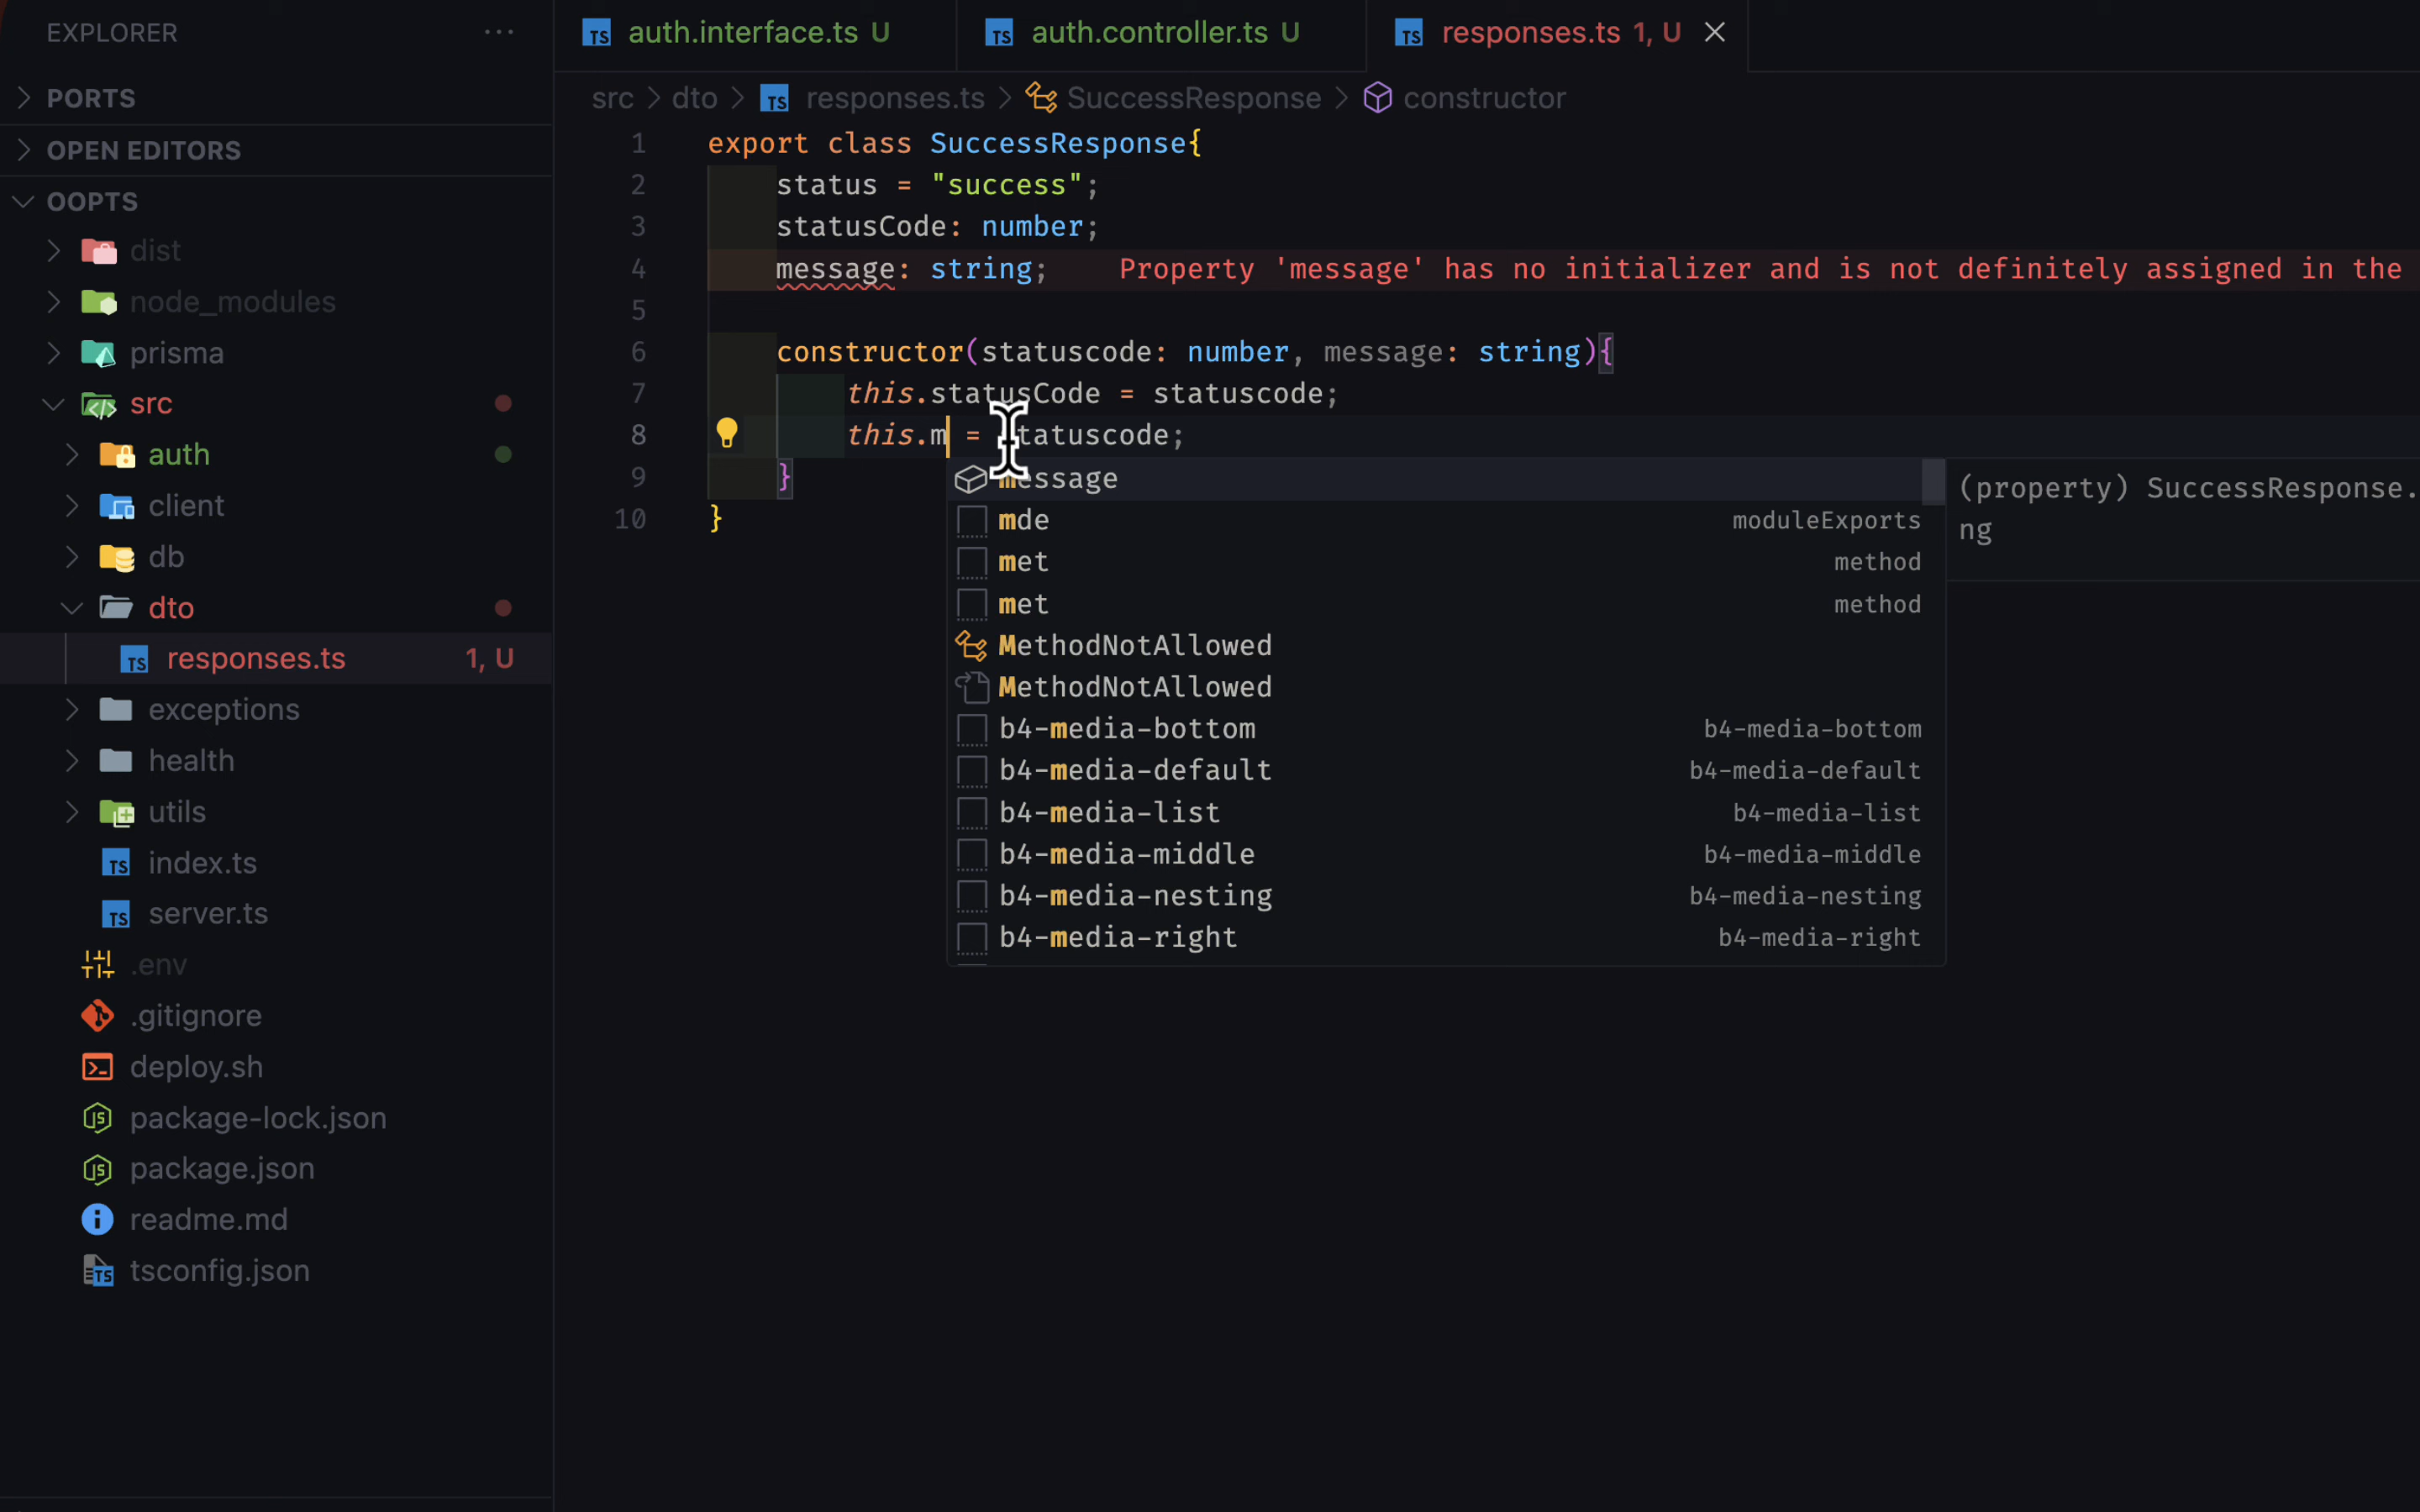 EXPLORER
PORTS
OPEN EDITORS
OOPTS
dist
node_modules
prisma
src
auth
client
db
dto
responses.ts 1, U
exceptions
health
utils
index.ts
server.ts
.env
.gitignore
deploy.sh
package-lock.json
package.json
readme.md
tsconfig.json
auth.interface.ts U
auth.controller.ts U
responses.ts 1, U
src > dto > responses.ts > SuccessResponse > constructor
1 export class SuccessResponse{
2 status = "success";
3 statusCode: number;
4 message: string; Property 'message' has no initializer and is not definitely assigned in the
5
6 constructor(statuscode: number, message: string){
7 this.statusCode = statuscode;
8 this.m = statuscode;
9 }
10 }
message
mde moduleExports
met method
met method
MethodNotAllowed
MethodNotAllowed
b4-media-bottom b4-media-bottom
b4-media-default b4-media-default
b4-media-list b4-media-list
b4-media-middle b4-media-middle
b4-media-nesting b4-media-nesting
b4-media-right b4-media-right
(property) SuccessResponse.
ng